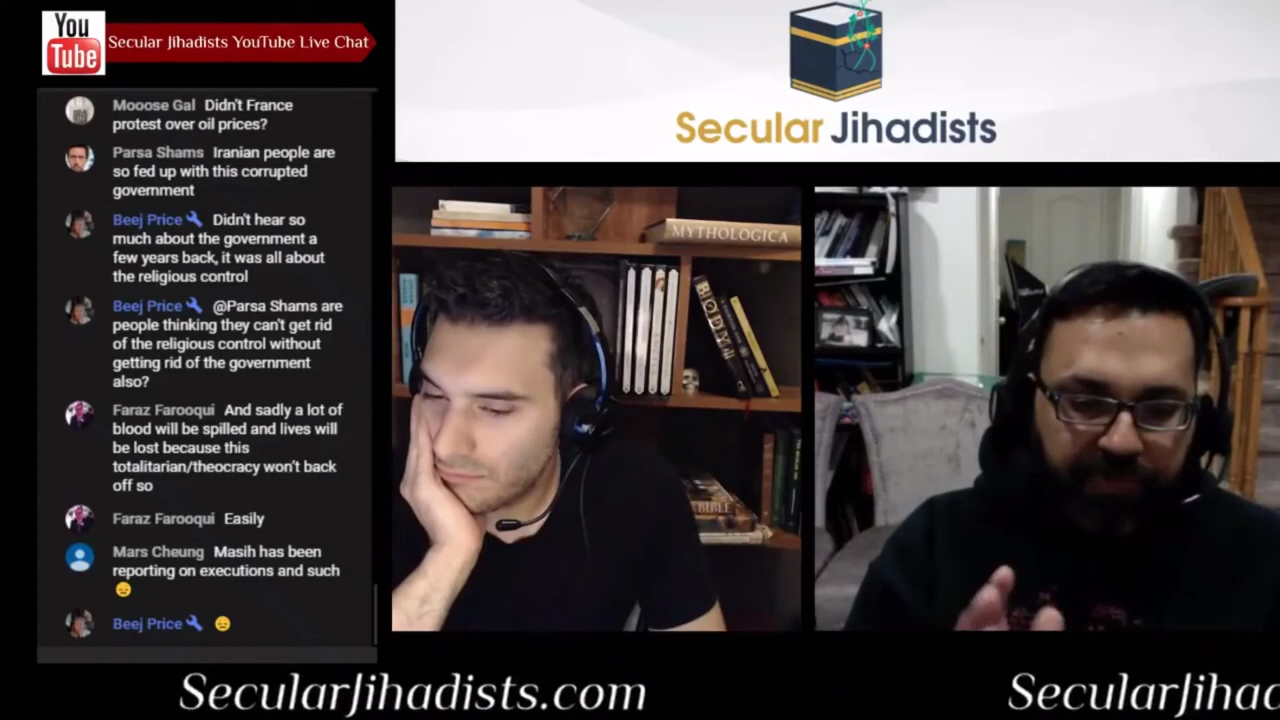 You
Tube
Secular Jihadists YouTube Live Chat
Mooose Gal Didn't France
protest over oil prices?
Parsa Shams Iranian people are
so fed up with this corrupted
government
Beej Price Didn't hear so
much about the government a
few years back, it was all about
the religious control
Beej Price @Parsa Shams are
people thinking they can't get rid
of the religious control without
getting rid of the government
also?
Faraz Farooqui And sadly a lot of
blood will be spilled and lives will
be lost because this
totalitarian/theocracy won't back
off so
Faraz Farooqui Easily
Mars Cheung Masih has been
reporting on executions and such
😑
Beej Price 😑
Secular Jihadists
MYTHOLOGICA
BIBLE
SecularJihadists.com
SecularJihad